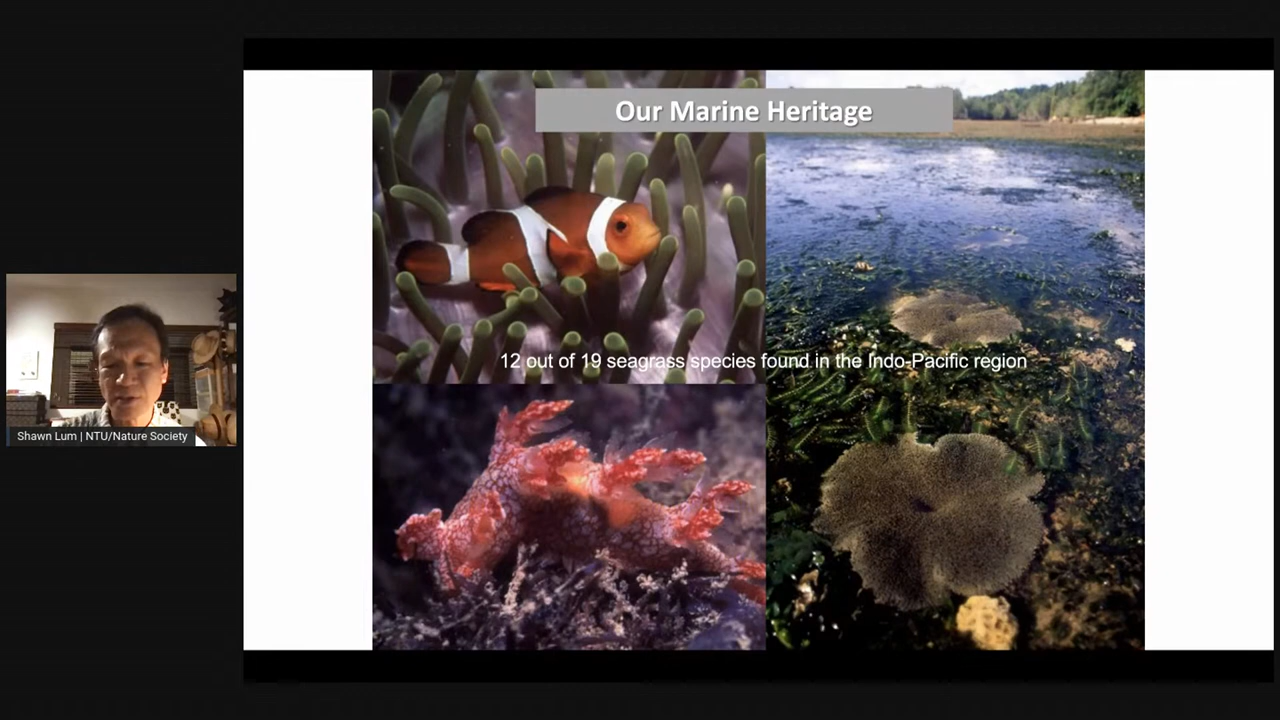 Our Marine Heritage
12 out of 19 seagrass species found in the Indo-Pacific region
Shawn Lum | NTU/Nature Society